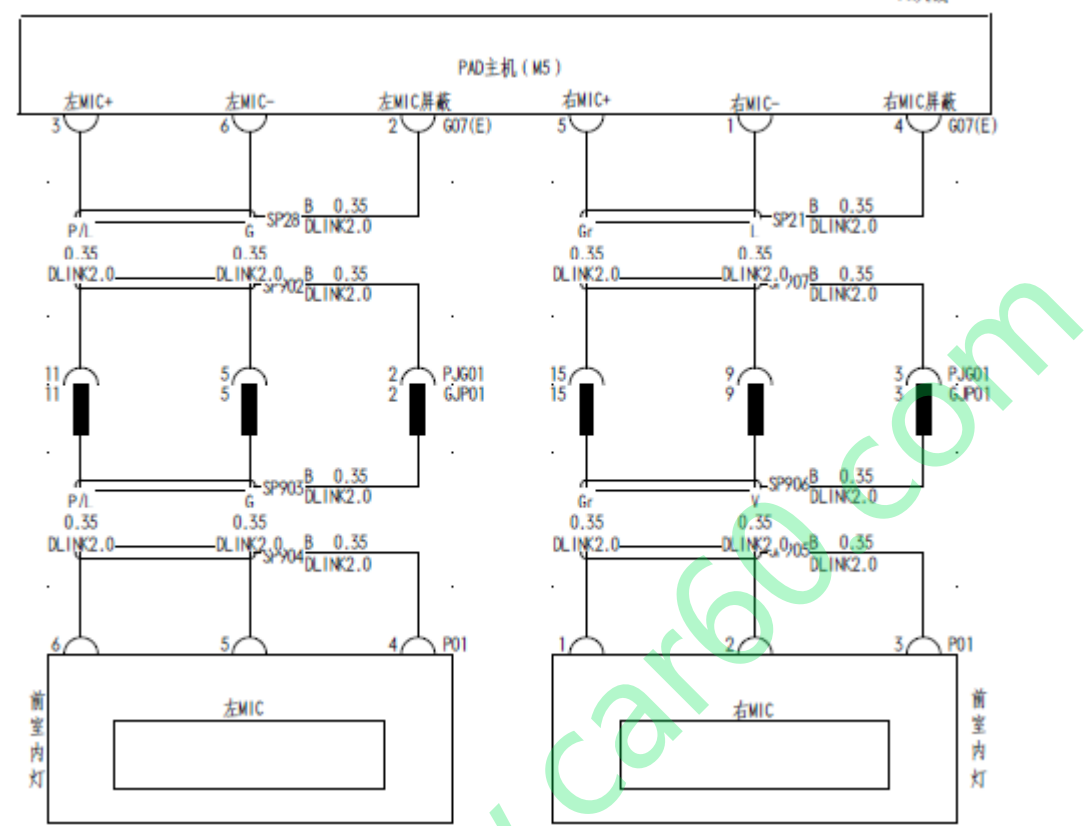 PAD主机(M5)
左MIC+ 左MIC- 左MIC屏蔽 右MIC+ 右MIC- 右MIC屏蔽
3 6 2 G07(E) 5 1 4 G07(E)
SP28 B 0.35 SP21 B 0.35
P/L G DLINK2.0 Gr L DLINK2.0
0.35 0.35 0.35 0.35
DLINK2.0 DLINK2.0 B 0.35 DLINK2.0 DLINK2.0 B 0.35
SP902 DLINK2.0 DLINK2.0
11 5 2 PJG01 15 9 3 PJG01
11 5 2 GJP01 15 9 3 GJP01
SP903 B 0.35 SP906 B 0.35
P/L G DLINK2.0 Gr V DLINK2.0
0.35 0.35 0.35 0.35
DLINK2.0 DLINK2.0 B 0.35 DLINK2.0 DLINK2.0 B 0.35
SP904 DLINK2.0 DLINK2.0
6 5 4 P01 1 2 3 P01
左MIC 右MIC
前室内灯 前室内灯
car60.com